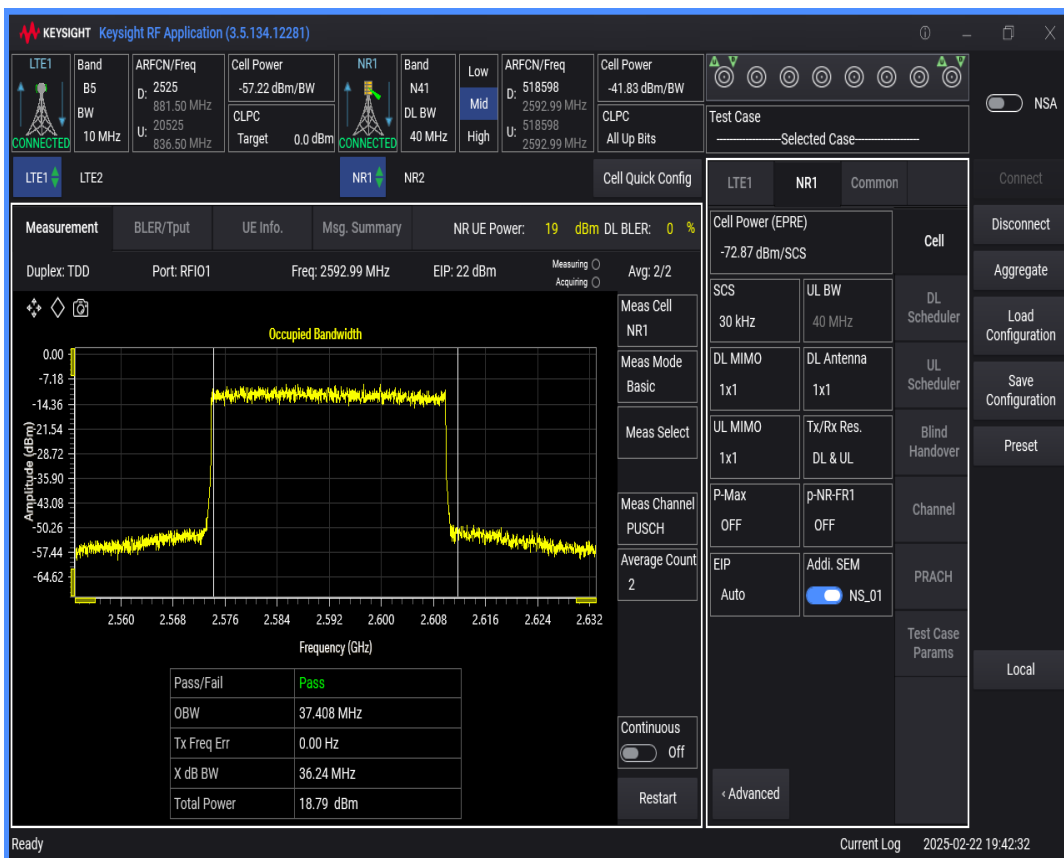 KEYSIGHT Keysight RF Application (3.5.134.12281)
LTE1 Band ARFCN/Freq Cell Power NR1 Band Low ARFCN/Freq Cell Power
B5 D: 2525 -57.22 dBm/BW N41 D: 518598 -41.83 dBm/BW
881.50 MHz 2592.99 MHz
BW CLPC DL BW Mid CLPC Test Case
CONNECTED 10 MHz U: 20525 Target 0.0 dBm CONNECTED 40 MHz High U: 518598 All Up Bits Selected Case
836.50 MHz 2592.99 MHz
NSA
LTE1 LTE2 NR1 NR2 Cell Quick Config
Measurement BLER/Tput UE Info. Msg. Summary NR UE Power: 19 dBm DL BLER: 0 %
Duplex: TDD Port: RFIO1 Freq: 2592.99 MHz EIP: 22 dBm Measuring Avg: 2/2
Acquiring
Occupied Bandwidth
0.00
-7.18
-14.36
-21.54
-28.72
-35.90
-43.08
-50.26
-57.44
-64.62
Amplitude (dBm)
2.560 2.568 2.576 2.584 2.592 2.600 2.608 2.616 2.624 2.632
Frequency (GHz)
Pass/Fail Pass
OBW 37.408 MHz
Tx Freq Err 0.00 Hz
X dB BW 36.24 MHz
Total Power 18.79 dBm
Meas Cell
NR1
Meas Mode
Basic
Meas Select
Meas Channel
PUSCH
Average Count
2
Continuous
Off
Restart
LTE1 NR1 Common
Cell Power (EPRE)
-72.87 dBm/SCS
SCS UL BW
30 kHz 40 MHz
DL MIMO DL Antenna
1x1 1x1
UL MIMO Tx/Rx Res.
1x1 DL & UL
P-Max p-NR-FR1
OFF OFF
EIP Addi. SEM
Auto NS_01
‹ Advanced
Cell
DL
Scheduler
UL
Scheduler
Blind
Handover
Channel
PRACH
Test Case
Params
Connect
Disconnect
Aggregate
Load
Configuration
Save
Configuration
Preset
Local
Ready Current Log 2025-02-22 19:42:32